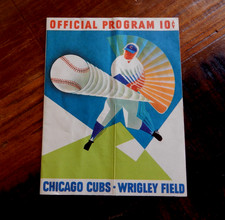 OFFICIAL PROGRAM 10¢
CHICAGO CUBS · WRIGLEY FIELD